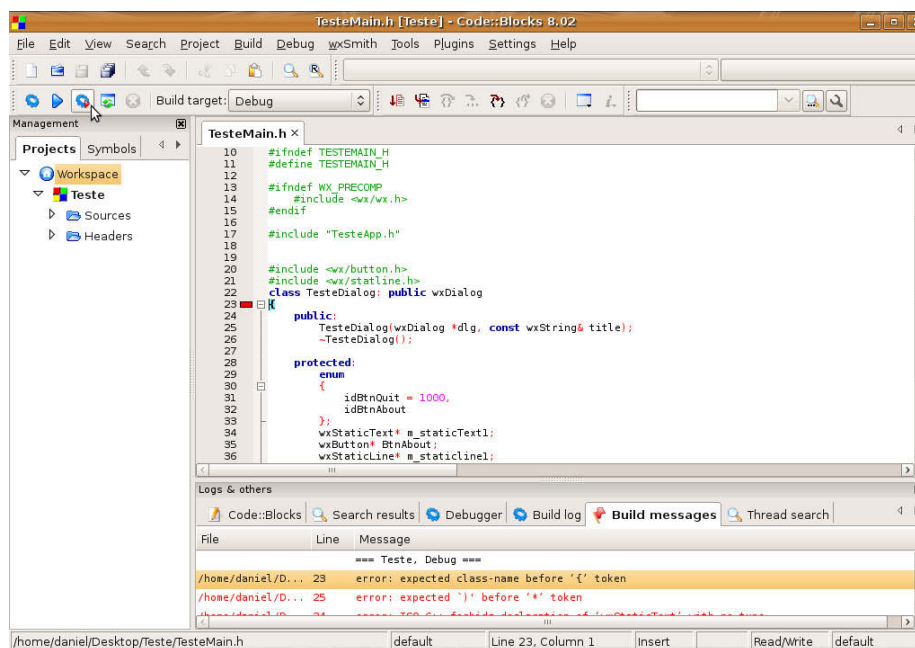 TesteMain.h [Teste] - Code::Blocks 8.02
File Edit View Search Project Build Debug wxSmith Tools Plugins Settings Help
Build target: Debug
Management
Projects Symbols
Workspace
Teste
Sources
Headers
TesteMain.h
10 #ifndef TESTEMAIN_H
11 #define TESTEMAIN_H
12
13 #ifndef WX_PRECOMP
14 #include <wx/wx.h>
15 #endif
16
17 #include "TesteApp.h"
18
19
20 #include <wx/button.h>
21 #include <wx/statline.h>
22 class TesteDialog: public wxDialog
23 {
24 public:
25 TesteDialog(wxDialog *dlg, const wxString& title);
26 ~TesteDialog();
27
28 protected:
29 enum
30 {
31 idBtnQuit = 1000,
32 idBtnAbout
33 };
34 wxStaticText* m_staticText1;
35 wxButton* BtnAbout;
36 wxStaticLine* m_staticline1;
Logs & others
Code::Blocks Search results Debugger Build log Build messages Thread search
File Line Message
=== Teste, Debug ===
/home/daniel/D... 23 error: expected class-name before '{' token
/home/daniel/D... 25 error: expected `)' before '*' token
/home/daniel/Desktop/Teste/TesteMain.h default Line 23, Column 1 Insert Read/Write default